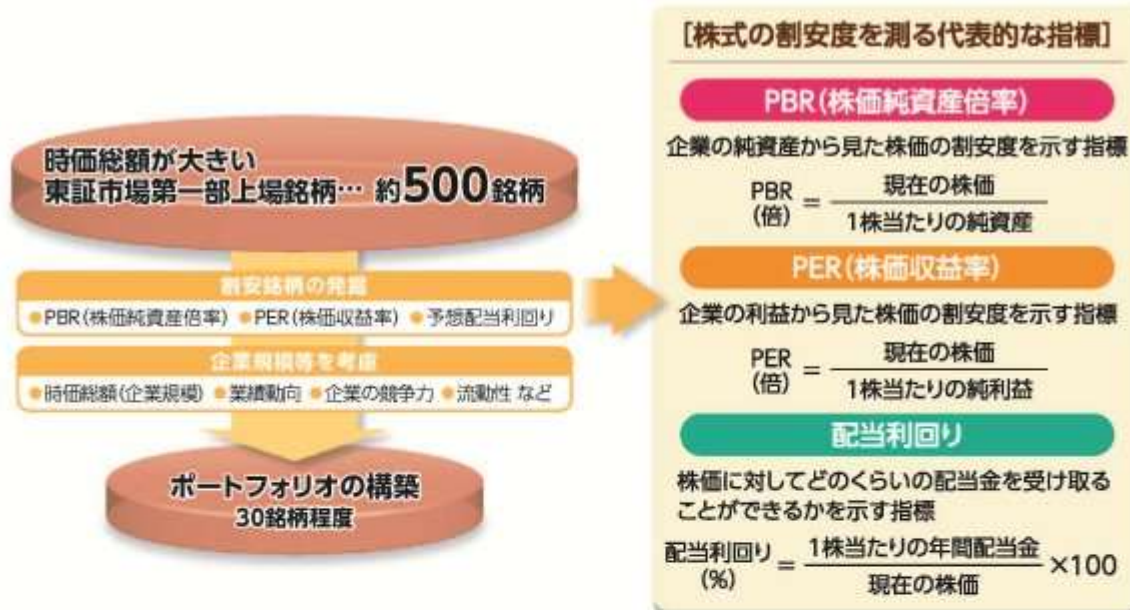 時価総額が大きい
東証市場第一部上場銘柄… 約500銘柄
割安銘柄の発掘
●PBR(株価純資産倍率) ●PER(株価収益率) ●予想配当利回り
企業規模等を考慮
●時価総額(企業規模) ●業績動向 ●企業の競争力 ●流動性 など
ポートフォリオの構築
30銘柄程度
[株式の割安度を測る代表的な指標]
PBR(株価純資産倍率)
企業の純資産から見た株価の割安度を示す指標
PBR
(倍)
=
現在の株価
1株当たりの純資産
PER(株価収益率)
企業の利益から見た株価の割安度を示す指標
PER
(倍)
=
現在の株価
1株当たりの純利益
配当利回り
株価に対してどのくらいの配当金を受け取る
ことができるかを示す指標
配当利回り
(%)
=
1株当たりの年間配当金
現在の株価
×100